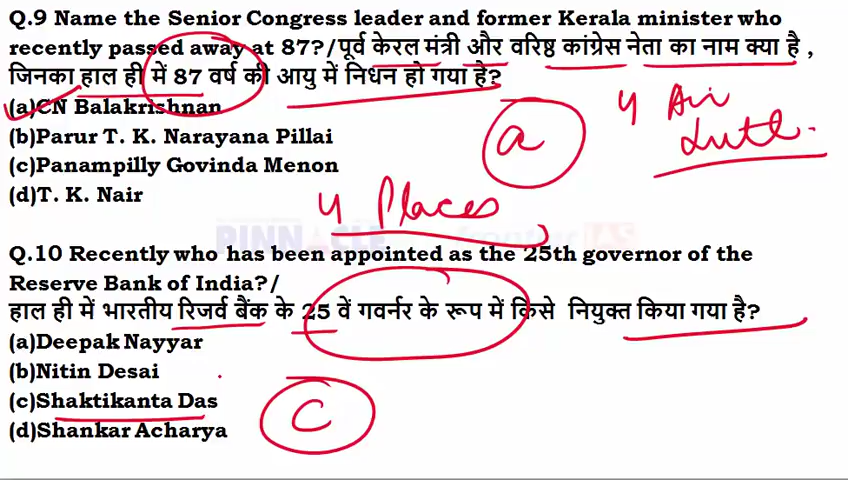 Q.9 Name the Senior Congress leader and former Kerala minister who
recently passed away at 87?/पूर्व केरल मंत्री और वरिष्ठ कांग्रेस नेता का नाम क्या है ,
जिनका हाल ही में 87 वर्ष की आयु में निधन हो गया है?
(a)CN Balakrishnan
(b)Parur T. K. Narayana Pillai
(c)Panampilly Govinda Menon
(d)T. K. Nair
a
4 Air
4 Places
PINNACLE
Q.10 Recently who has been appointed as the 25th governor of the
Reserve Bank of India?/
हाल ही में भारतीय रिजर्व बैंक के 25 वें गवर्नर के रूप में किसे नियुक्त किया गया है?
(a)Deepak Nayyar
(b)Nitin Desai
(c)Shaktikanta Das
(d)Shankar Acharya
C